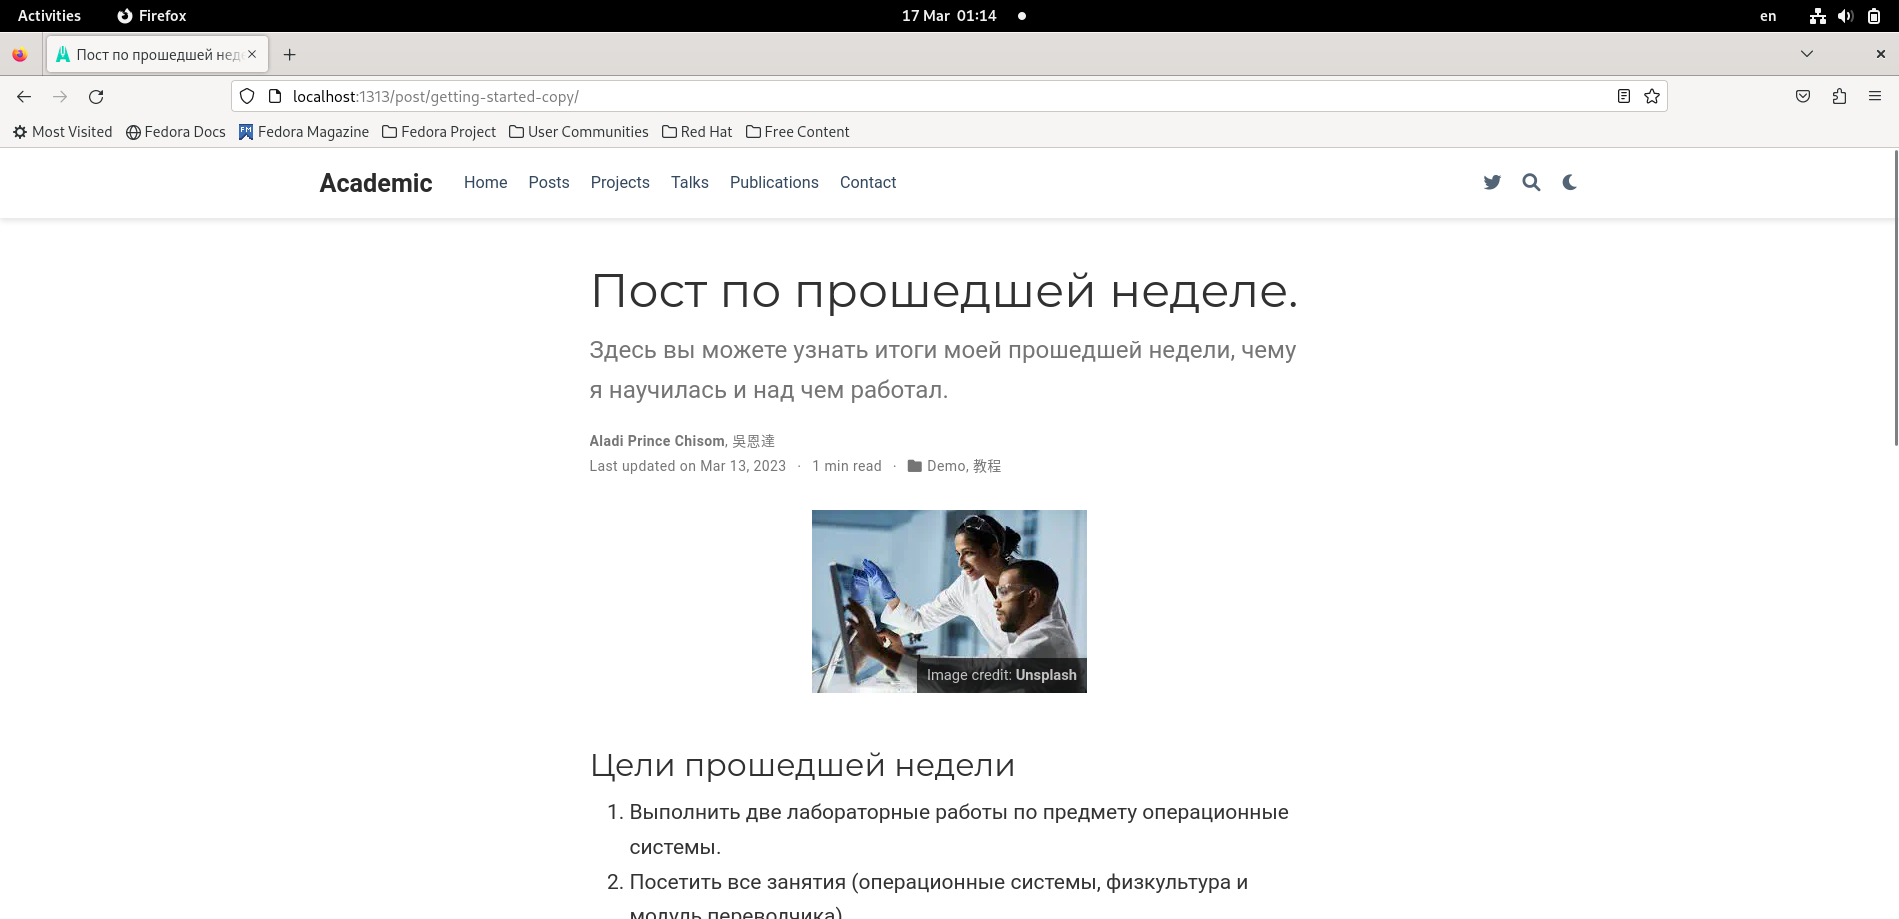 Activities Firefox 17 Mar 01:14 en
Пост по прошедшей нед
localhost:1313/post/getting-started-copy/
Most Visited Fedora Docs Fedora Magazine Fedora Project User Communities Red Hat Free Content
Academic Home Posts Projects Talks Publications Contact
Пост по прошедшей неделе.
Здесь вы можете узнать итоги моей прошедшей недели, чему
я научилась и над чем работал.
Aladi Prince Chisom, 吳恩達
Last updated on Mar 13, 2023 · 1 min read · Demo, 教程
Image credit: Unsplash
Цели прошедшей недели
1. Выполнить две лабораторные работы по предмету операционные
системы.
2. Посетить все занятия (операционные системы, физкультура и
модуль переводчика)